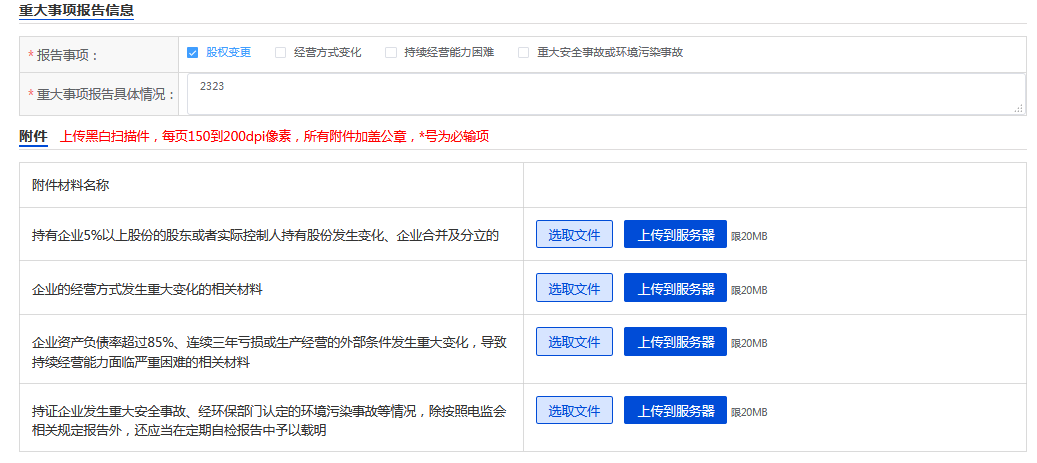 重大事项报告信息
* 报告事项： 股权变更 经营方式变化 持续经营能力困难 重大安全事故或环境污染事故
* 重大事项报告具体情况： 2323
附件 上传黑白扫描件，每页150到200dpi像素，所有附件加盖公章，*号为必输项
附件材料名称
持有企业5%以上股份的股东或者实际控制人持有股份发生变化、企业合并及分立的 选取文件 上传到服务器 限20MB
企业的经营方式发生重大变化的相关材料 选取文件 上传到服务器 限20MB
企业资产负债率超过85%、连续三年亏损或生产经营的外部条件发生重大变化，导致
持续经营能力面临严重困难的相关材料 选取文件 上传到服务器 限20MB
持证企业发生重大安全事故、经环保部门认定的环境污染事故等情况，除按照电监会
相关规定报告外，还应当在定期自检报告中予以载明 选取文件 上传到服务器 限20MB